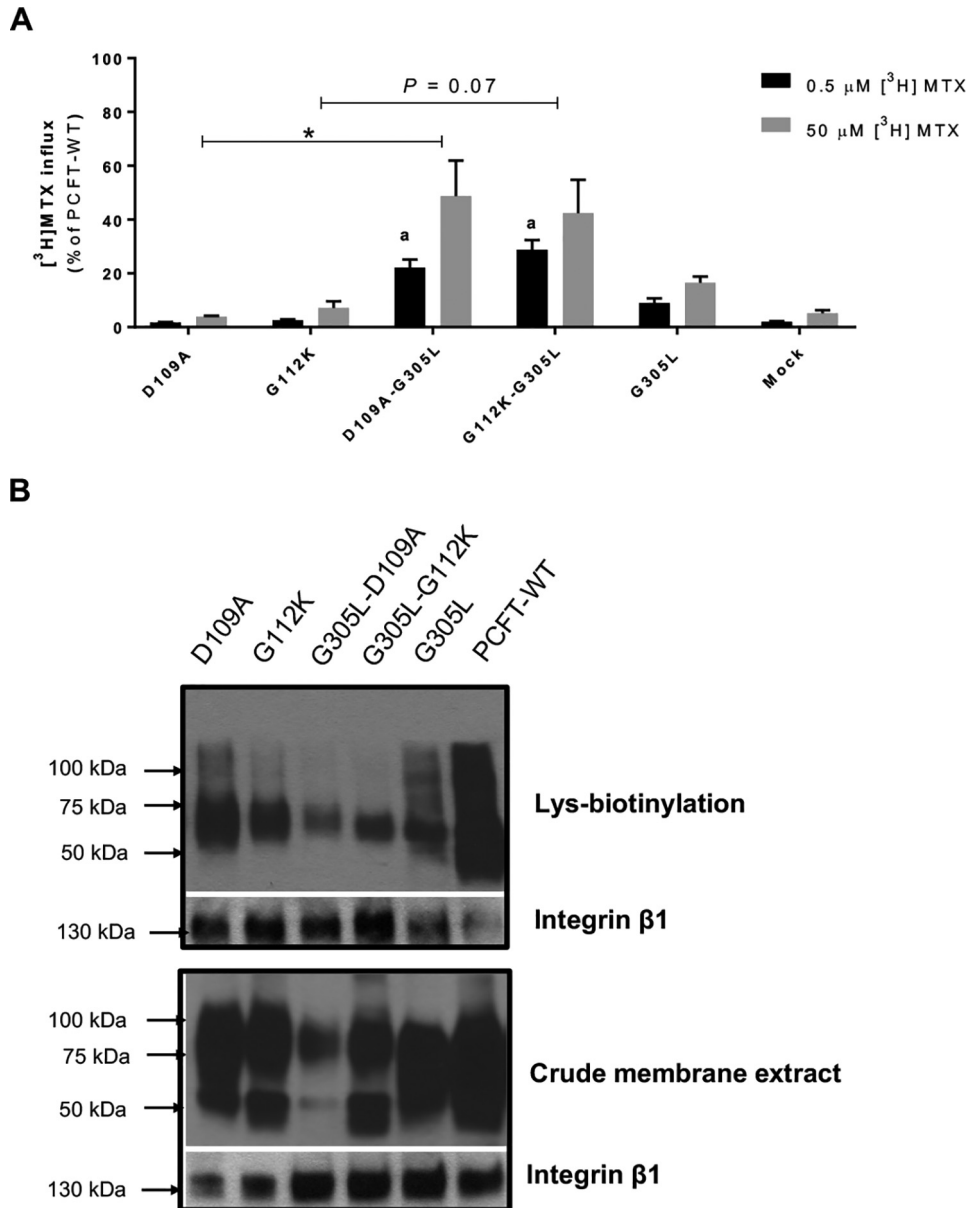 A
100
80
60
40
20
0
[³H]MTX influx
(% of PCFT-WT)
P = 0.07
*
a
a
0.5 μM [³H] MTX
50 μM [³H] MTX
D109A
G112K
D109A-G305L
G112K-G305L
G305L
Mock
B
D109A
G112K
G305L-D109A
G305L-G112K
G305L
PCFT-WT
100 kDa
75 kDa
50 kDa
Lys-biotinylation
130 kDa
Integrin β1
100 kDa
75 kDa
50 kDa
Crude membrane extract
130 kDa
Integrin β1